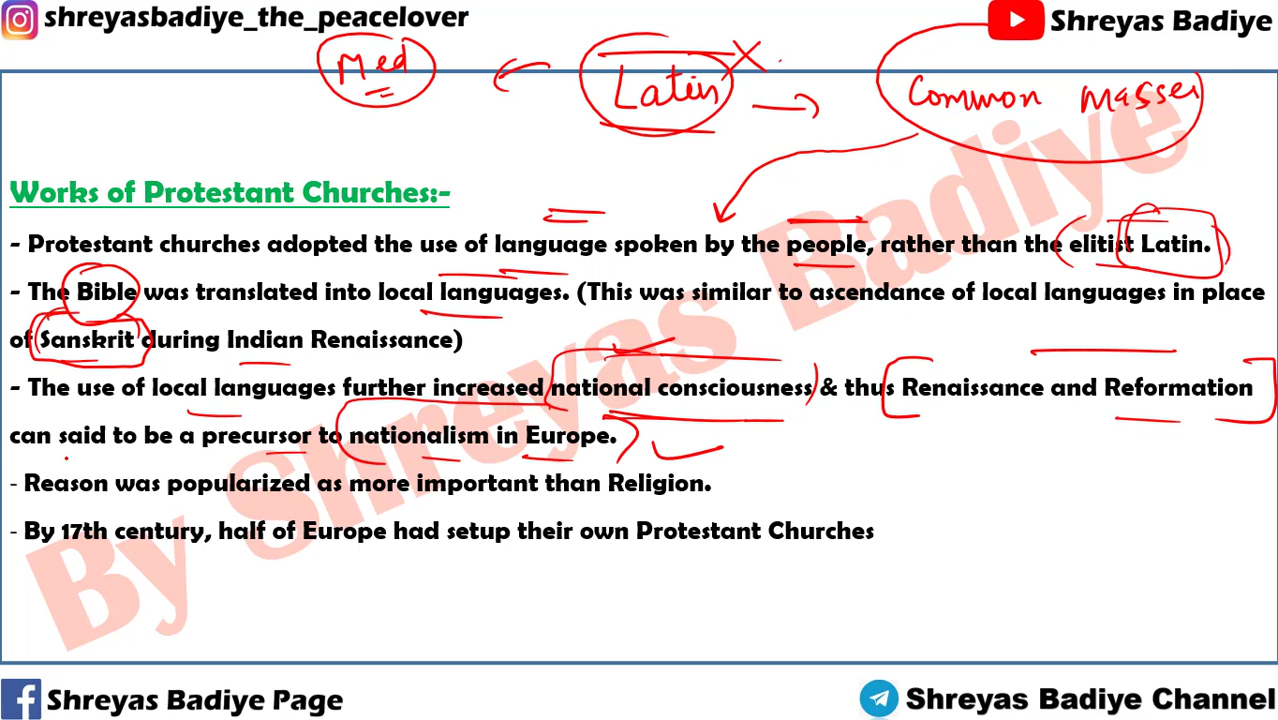 shreyasbadiye_the_peacelover
Shreyas Badiye
Med
Latin
Common Masses
Works of Protestant Churches:-
- Protestant churches adopted the use of language spoken by the people, rather than the elitist Latin.
- The Bible was translated into local languages. (This was similar to ascendance of local languages in place
of Sanskrit during Indian Renaissance)
- The use of local languages further increased national consciousness & thus Renaissance and Reformation
can said to be a precursor to nationalism in Europe.
- Reason was popularized as more important than Religion.
- By 17th century, half of Europe had setup their own Protestant Churches
By Shreyas Badiye
Shreyas Badiye Page
Shreyas Badiye Channel